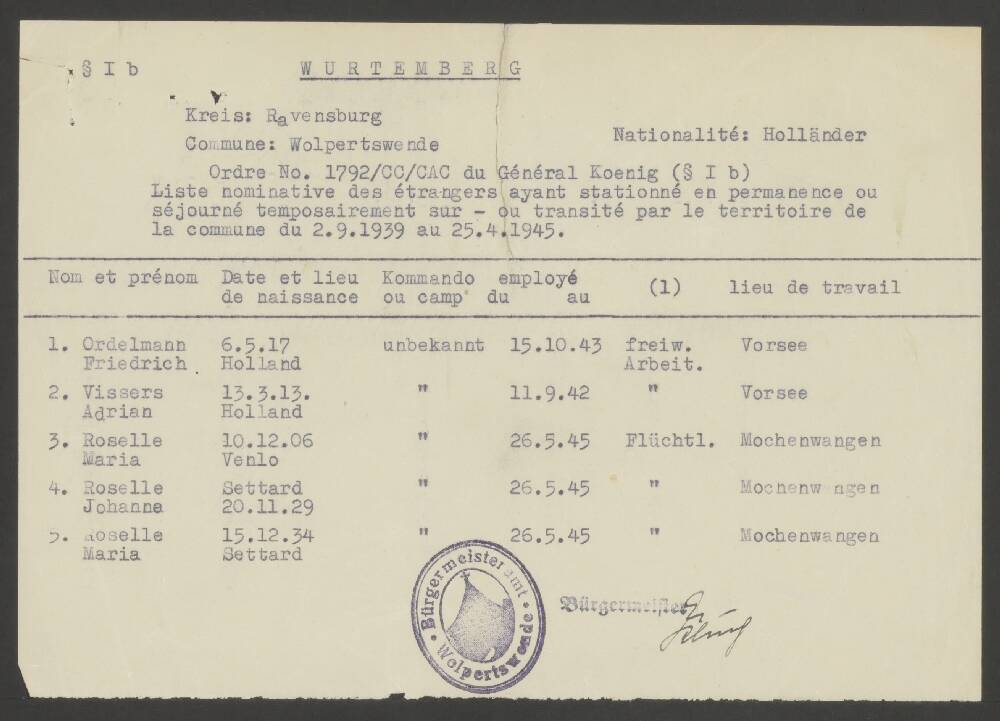 § I b
WURTEMBERG
Kreis: Ravensburg
Commune: Wolpertswende
Nationalité: Holländer
Ordre No. 1792/CC/CAC du Général Koenig (§ I b)
Liste nominative des étrangers ayant stationné en permanence ou
séjourné temposairement sur - ou transité par le territoire de
la commune du 2.9.1939 au 25.4.1945.
Nom et prénom Date et lieu Kommando employé (1) lieu de travail
de naissance ou camp du au
1. Ordelmann 6.5.17 unbekannt 15.10.43 freiw. Vorsee
Friedrich Holland Arbeit.
2. Vissers 13.3.13. " 11.9.42 " Vorsee
Adrian Holland
3. Roselle 10.12.06 " 26.5.45 Flüchtl. Mochenwangen
Maria Venlo
4. Roselle Settard " 26.5.45 " Mochenwangen
Johanna 20.11.29
5. Roselle 15.12.34 " 26.5.45 " Mochenwangen
Maria Settard
Bürgermeisteramt
Wolpertswende
Bürgermeister